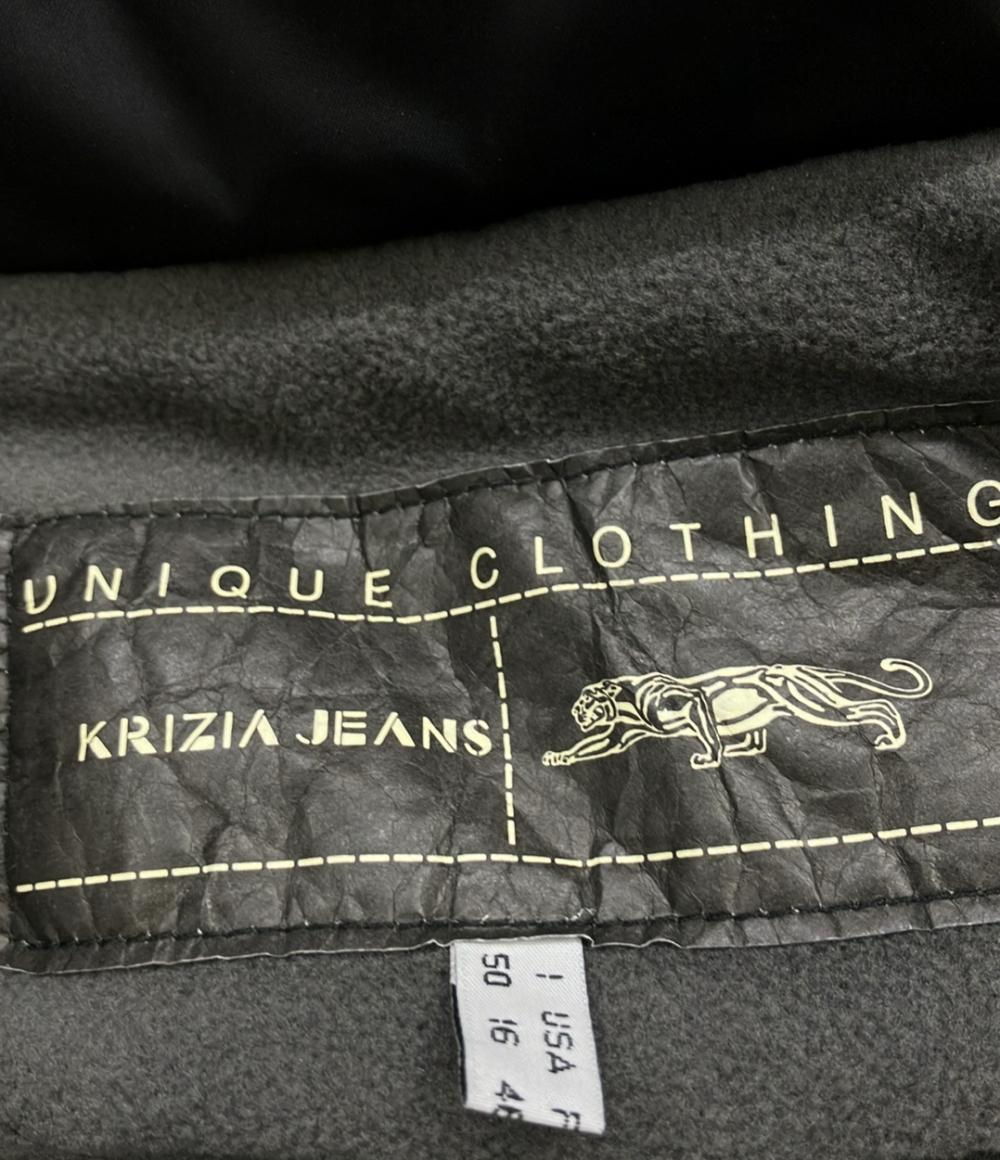 UNIQUE CLOTHING
KRIZIA JEANS
I USA
50 16